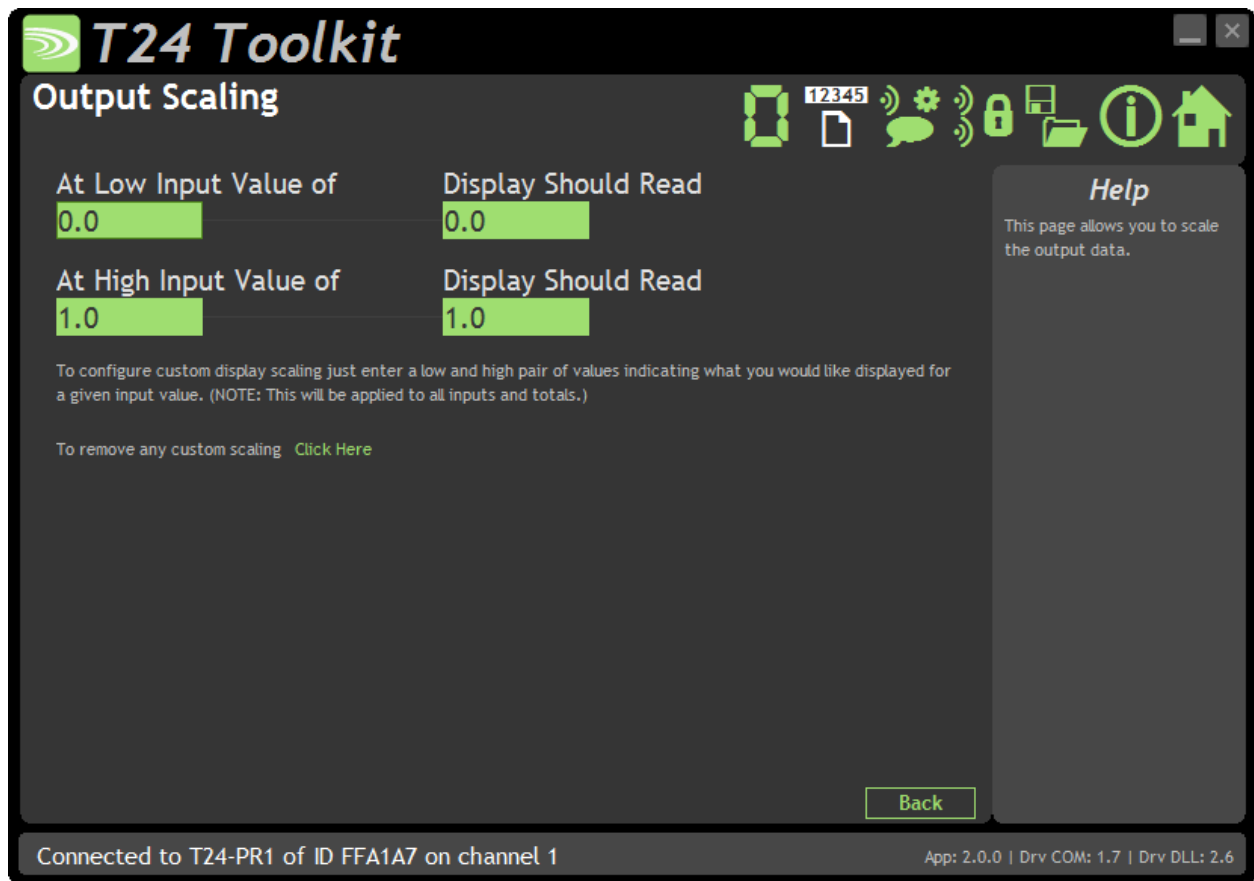 T24 Toolkit
Output Scaling
12345
At Low Input Value of
Display Should Read
0.0
0.0
At High Input Value of
Display Should Read
1.0
1.0
To configure custom display scaling just enter a low and high pair of values indicating what you would like displayed for
a given input value. (NOTE: This will be applied to all inputs and totals.)
To remove any custom scaling Click Here
Back
Help
This page allows you to scale
the output data.
Connected to T24-PR1 of ID FFA1A7 on channel 1
App: 2.0.0 | Drv COM: 1.7 | Drv DLL: 2.6